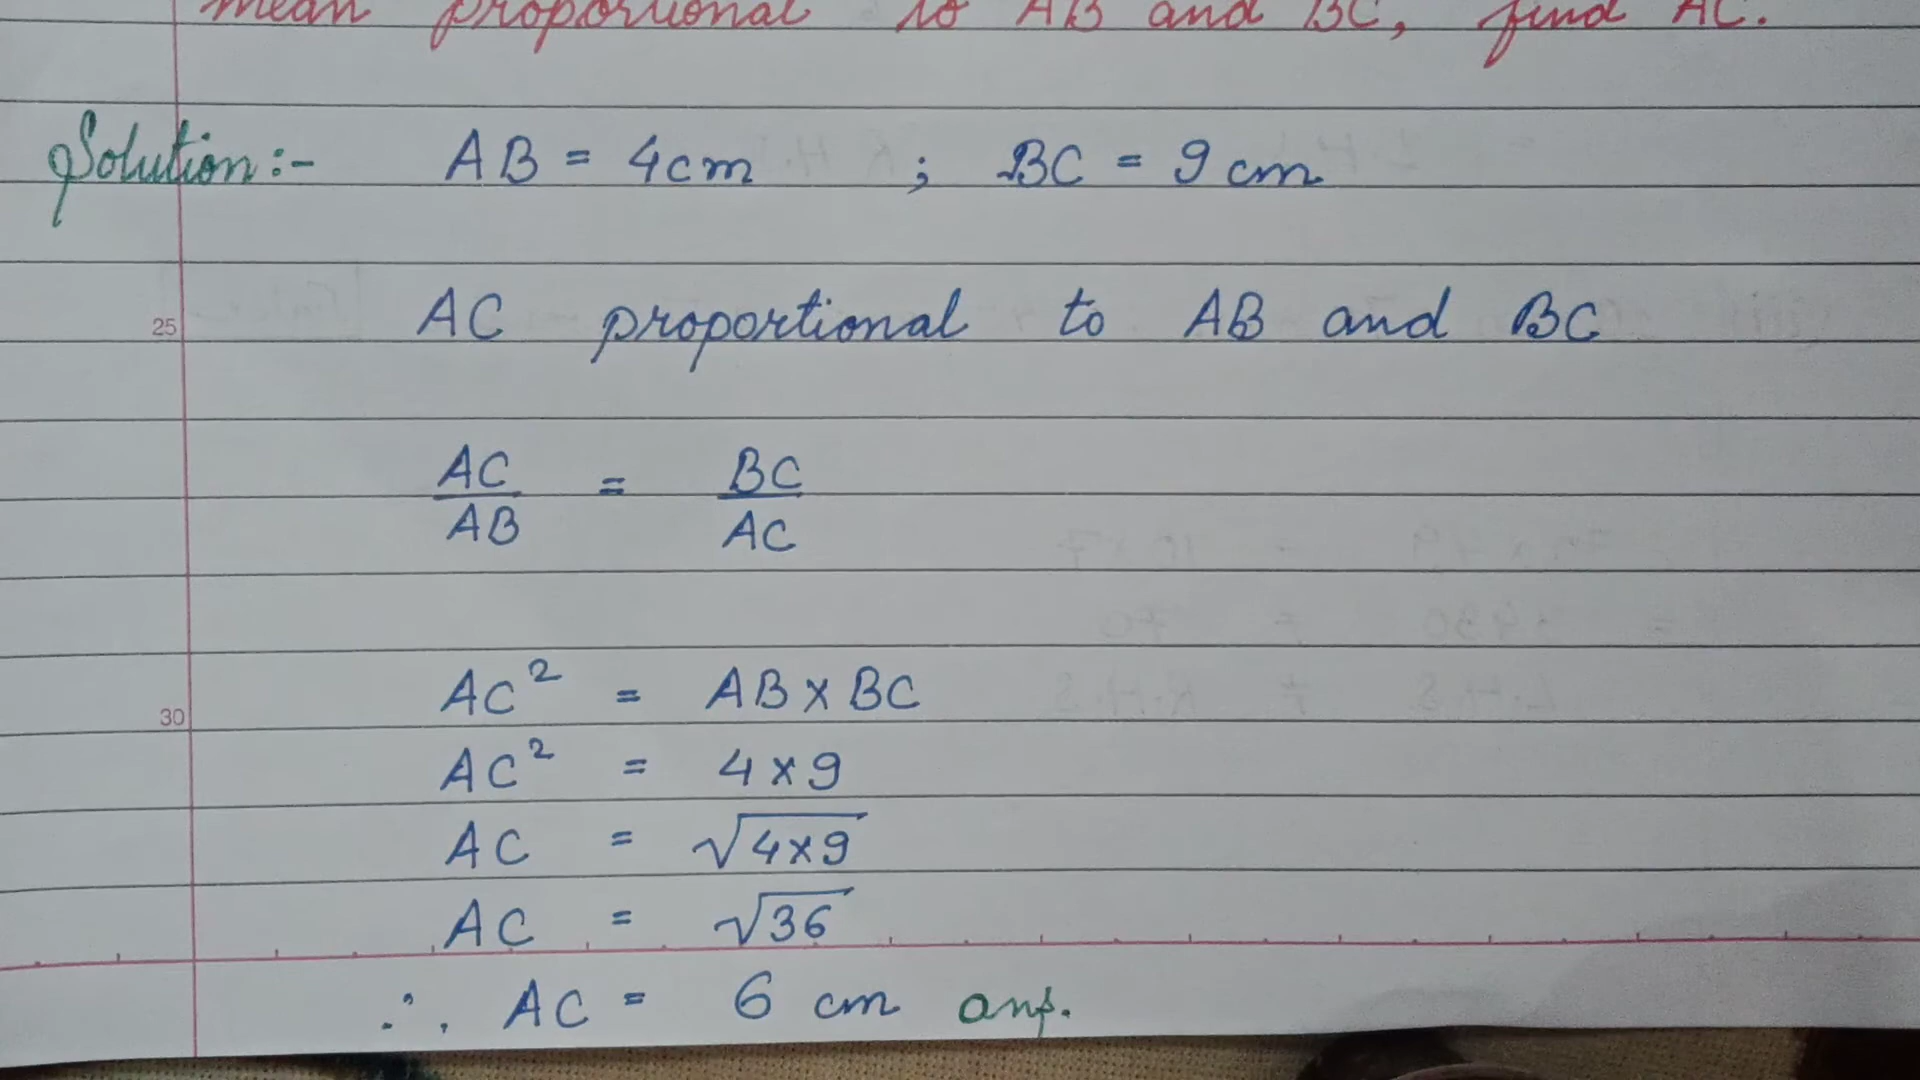 mean proportional to AB and BC, find AC.
Solution:- AB = 4cm ; BC = 9 cm
25 AC proportional to AB and BC
AC/AB = BC/AC
AC² = AB × BC
30
AC² = 4 × 9
AC = √4×9
AC = √36
∴ AC = 6 cm ans.